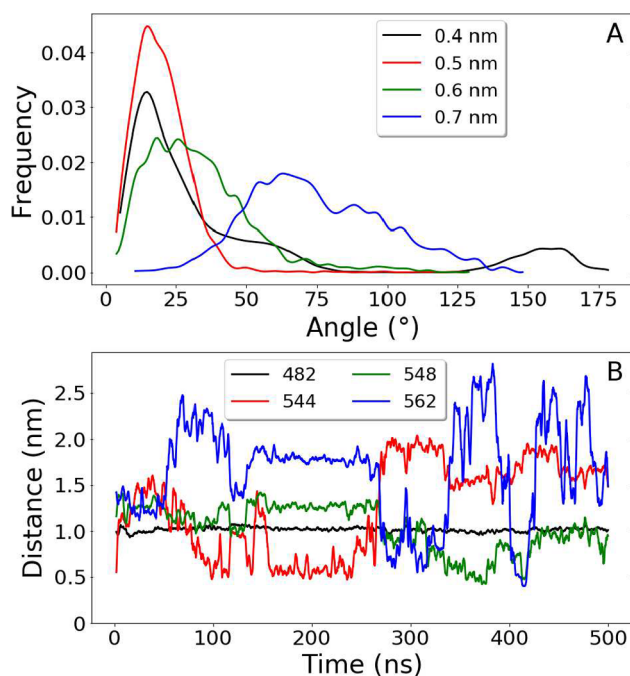 A
0.4 nm
0.5 nm
0.6 nm
0.7 nm
Frequency
0.04
0.03
0.02
0.01
0.00
0 25 50 75 100 125 150 175
Angle (°)
B
482 548
544 562
Distance (nm)
2.5
2.0
1.5
1.0
0.5
0
0 100 200 300 400 500
Time (ns)